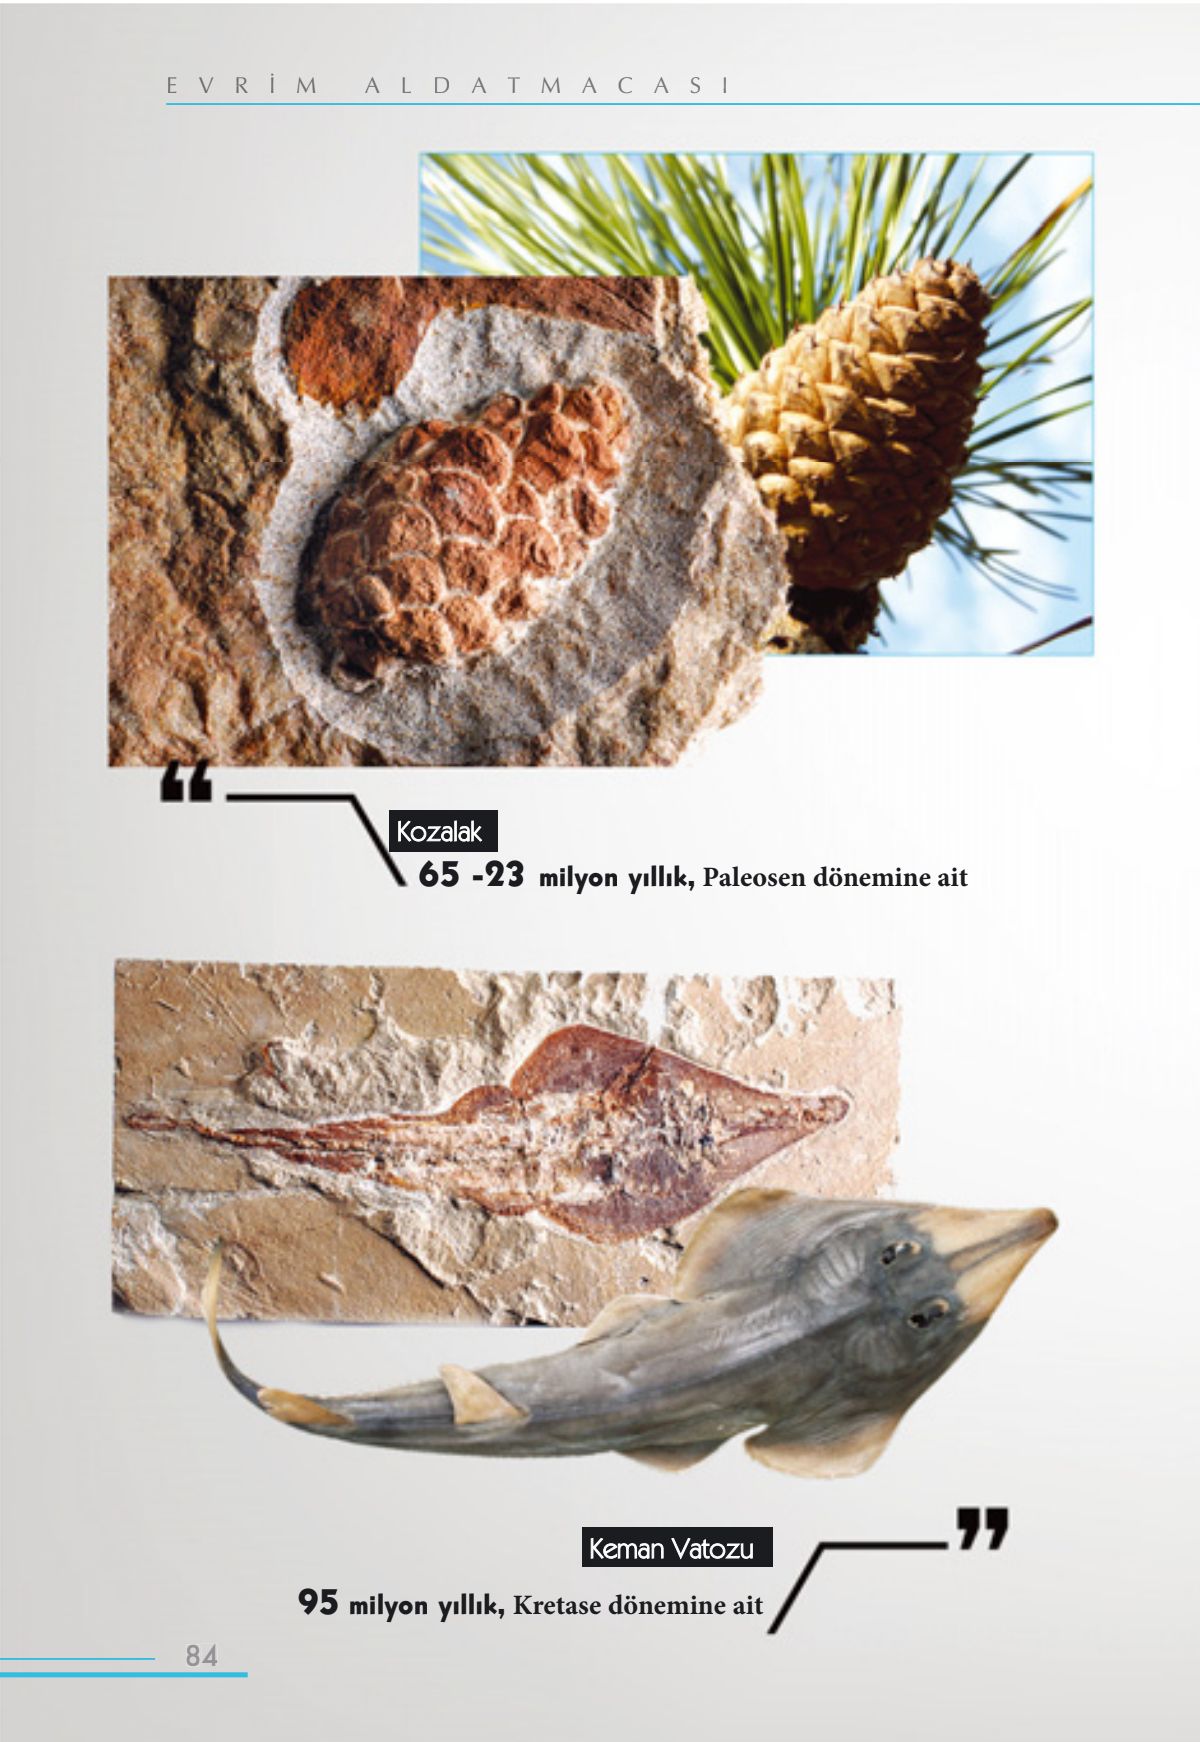 EVRİM ALDATMACASI
“
Kozalak
65 -23 milyon yıllık, Paleosen dönemine ait
”
Keman Vatozu
95 milyon yıllık, Kretase dönemine ait
84